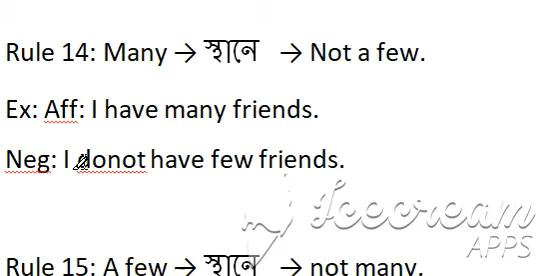 Rule 14: Many → স্থানে → Not a few.
Ex: Aff: I have many friends.
Neg: I donot have few friends.
Icecream
APPS
Rule 15: A few → স্থানে → not many.